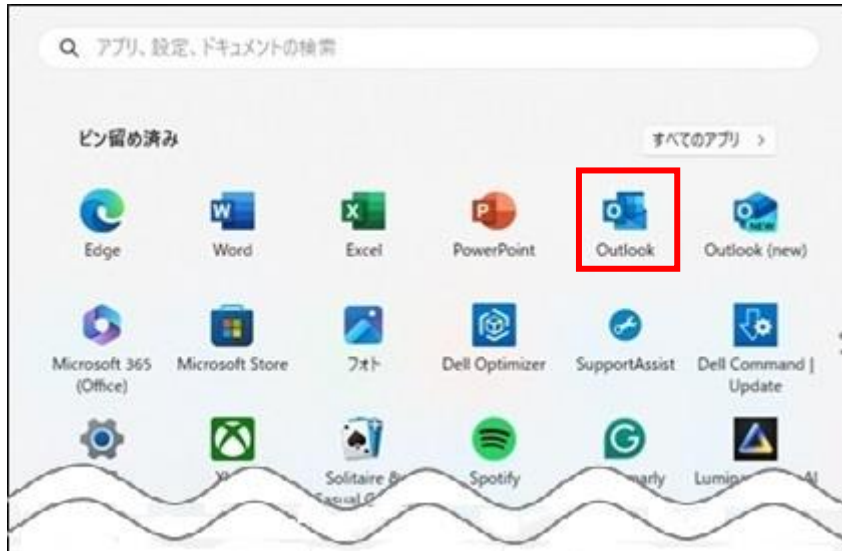 アプリ、設定、ドキュメントの検索
ピン留め済み
すべてのアプリ >
Edge
Word
Excel
PowerPoint
Outlook
Outlook (new)
Microsoft 365
(Office)
Microsoft Store
フォト
Dell Optimizer
SupportAssist
Dell Command |
Update
Solitaire &
Spotify